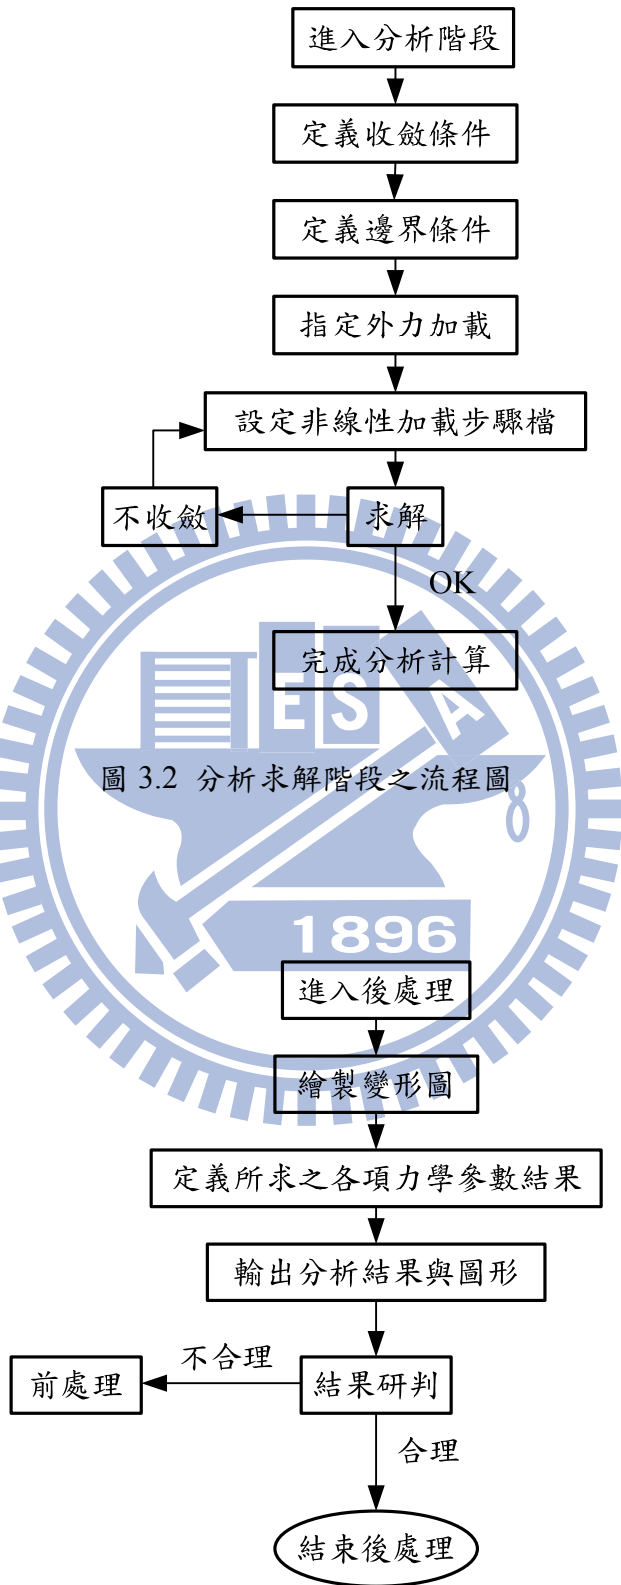 進入分析階段
定義收斂條件
定義邊界條件
指定外力加載
設定非線性加載步驟檔
不收斂
求解
OK
完成分析計算
ESA
圖 3.2 分析求解階段之流程圖
1896
進入後處理
繪製變形圖
定義所求之各項力學參數結果
輸出分析結果與圖形
不合理
前處理
結果研判
合理
結束後處理